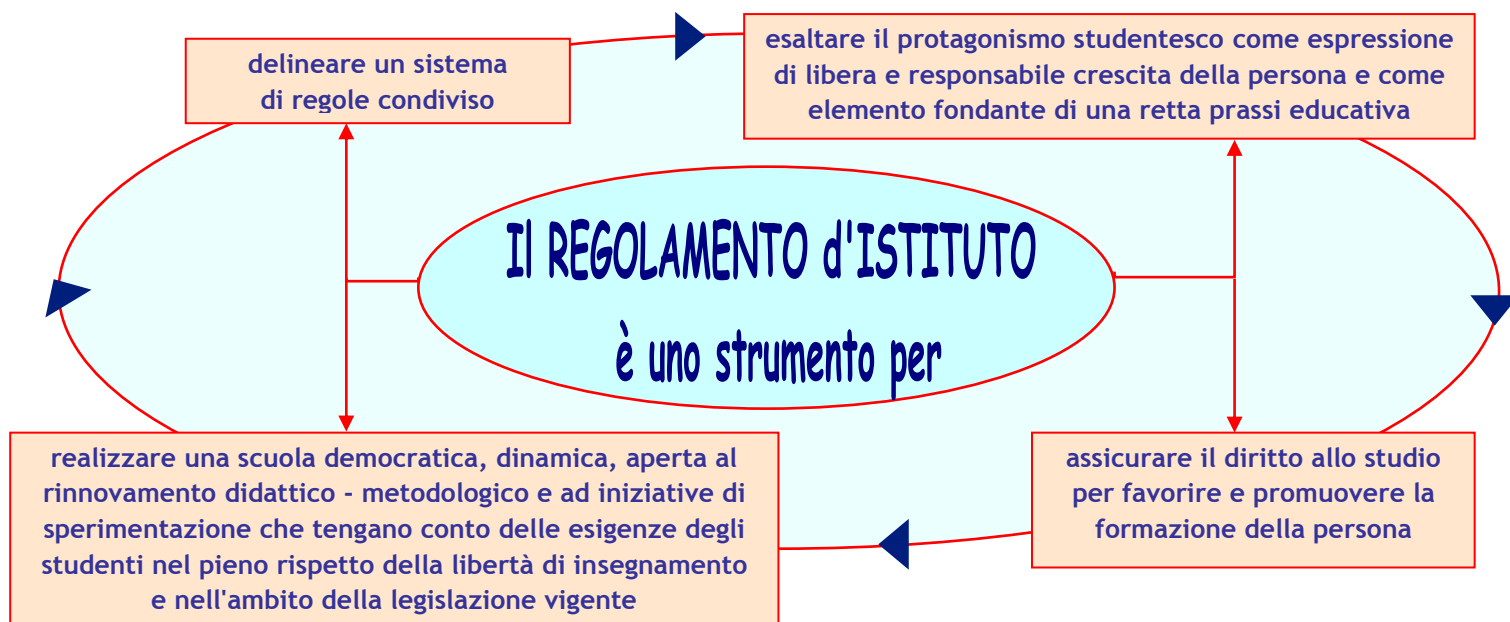 delineare un sistema
di regole condiviso
esaltare il protagonismo studentesco come espressione
di libera e responsabile crescita della persona e come
elemento fondante di una retta prassi educativa
Il REGOLAMENTO d'ISTITUTO
è uno strumento per
realizzare una scuola democratica, dinamica, aperta al
rinnovamento didattico - metodologico e ad iniziative di
sperimentazione che tengano conto delle esigenze degli
studenti nel pieno rispetto della libertà di insegnamento
e nell'ambito della legislazione vigente
assicurare il diritto allo studio
per favorire e promuovere la
formazione della persona